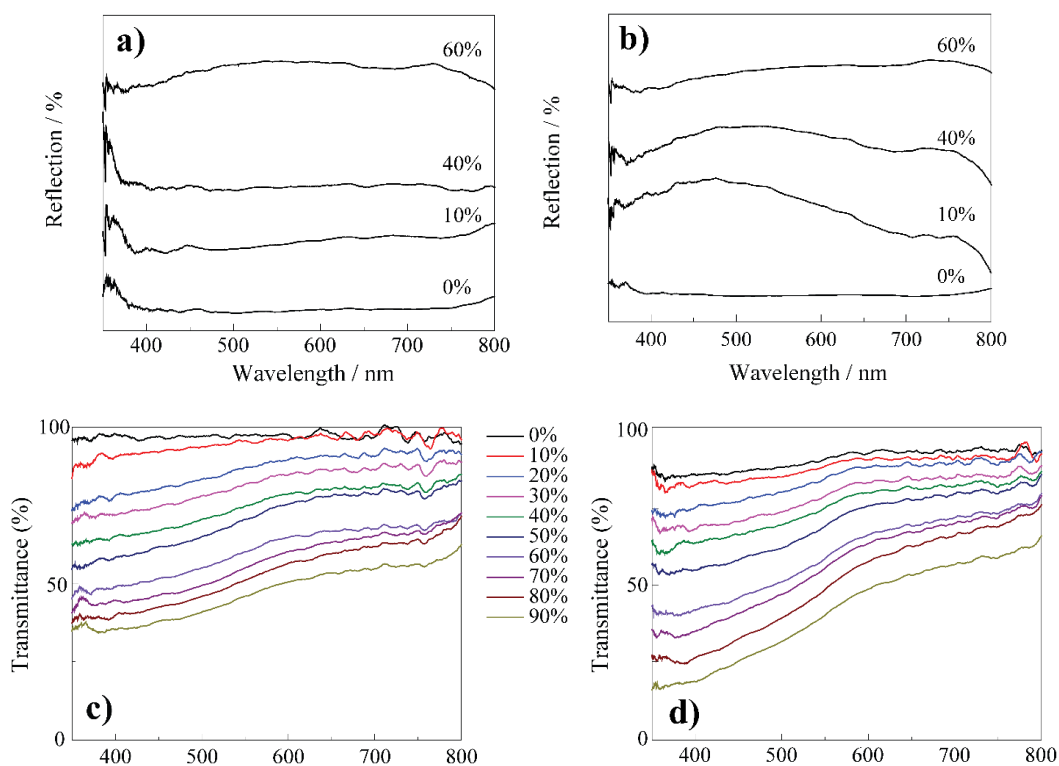 a)
60%
40%
10%
0%
Reflection / %
400 500 600 700 800
Wavelength / nm
b)
60%
40%
10%
0%
Reflection / %
400 500 600 700 800
Wavelength / nm
100
50
0
Transmittance (%)
c)
400 500 600 700 800
0%
10%
20%
30%
40%
50%
60%
70%
80%
90%
100
50
0
Transmittance (%)
d)
400 500 600 700 800